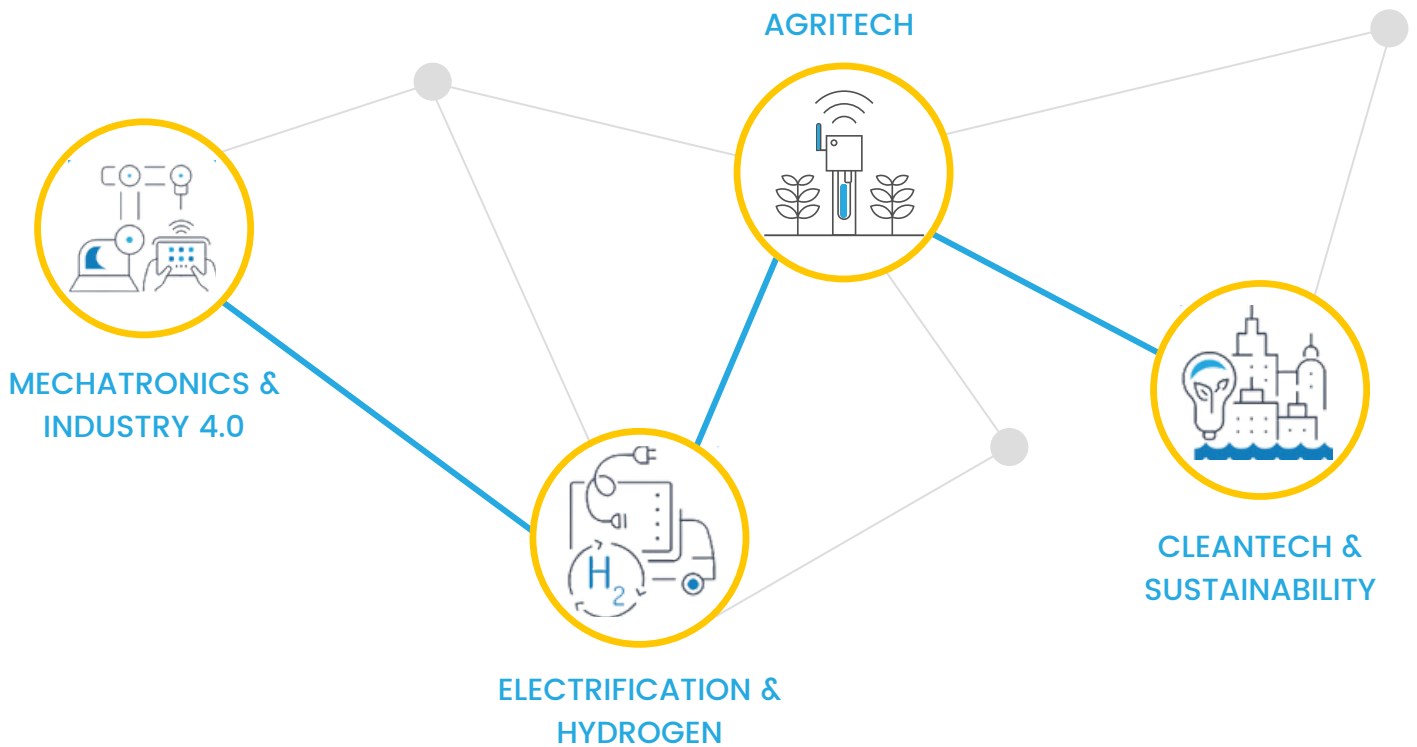 AGRITECH
MECHATRONICS &
INDUSTRY 4.0
H2
ELECTRIFICATION &
HYDROGEN
CLEANTECH &
SUSTAINABILITY